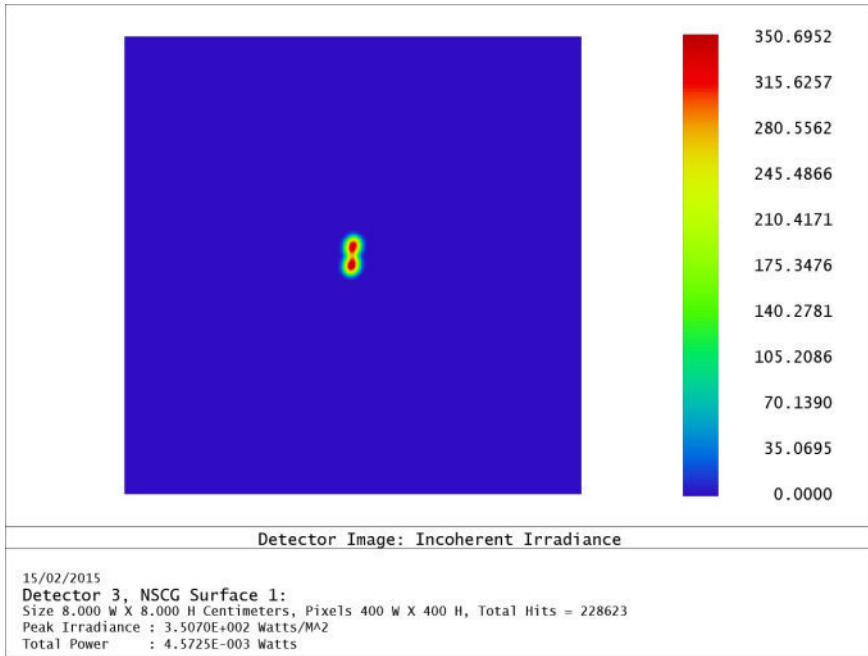 350.6952
315.6257
280.5562
245.4866
210.4171
175.3476
140.2781
105.2086
70.1390
35.0695
0.0000
Detector Image: Incoherent Irradiance
15/02/2015
Detector 3, NSCG Surface 1:
Size 8.000 W X 8.000 H Centimeters, Pixels 400 W X 400 H, Total Hits = 228623
Peak Irradiance : 3.5070E+002 Watts/M^2
Total Power : 4.5725E-003 Watts